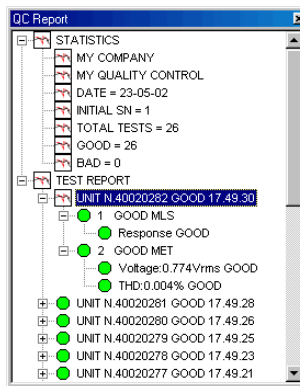 QC Report
STATISTICS
MY COMPANY
MY QUALITY CONTROL
DATE = 23-05-02
INITIAL SN = 1
TOTAL TESTS = 26
GOOD = 26
BAD = 0
TEST REPORT
UNIT N.40020282 GOOD 17.49.30
1 GOOD MLS
Response GOOD
2 GOOD MET
Voltage:0.774Vrms GOOD
THD:0.004% GOOD
UNIT N.40020281 GOOD 17.49.28
UNIT N.40020280 GOOD 17.49.26
UNIT N.40020279 GOOD 17.49.25
UNIT N.40020278 GOOD 17.49.23
UNIT N.40020277 GOOD 17.49.21